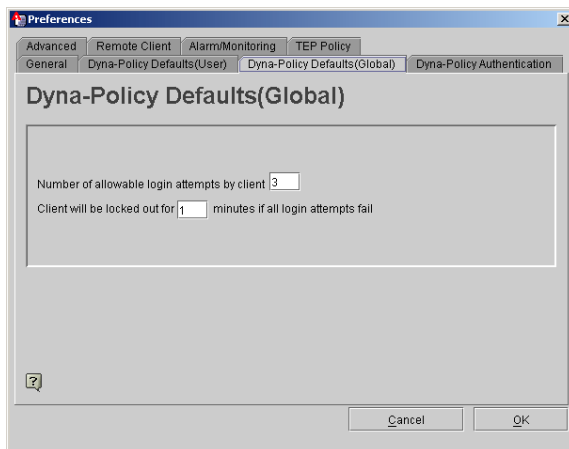 Preferences
Advanced Remote Client Alarm/Monitoring TEP Policy
General Dyna-Policy Defaults(User) Dyna-Policy Defaults(Global) Dyna-Policy Authentication
Dyna-Policy Defaults(Global)
Number of allowable login attempts by client 3
Client will be locked out for 1 minutes if all login attempts fail
?
Cancel OK